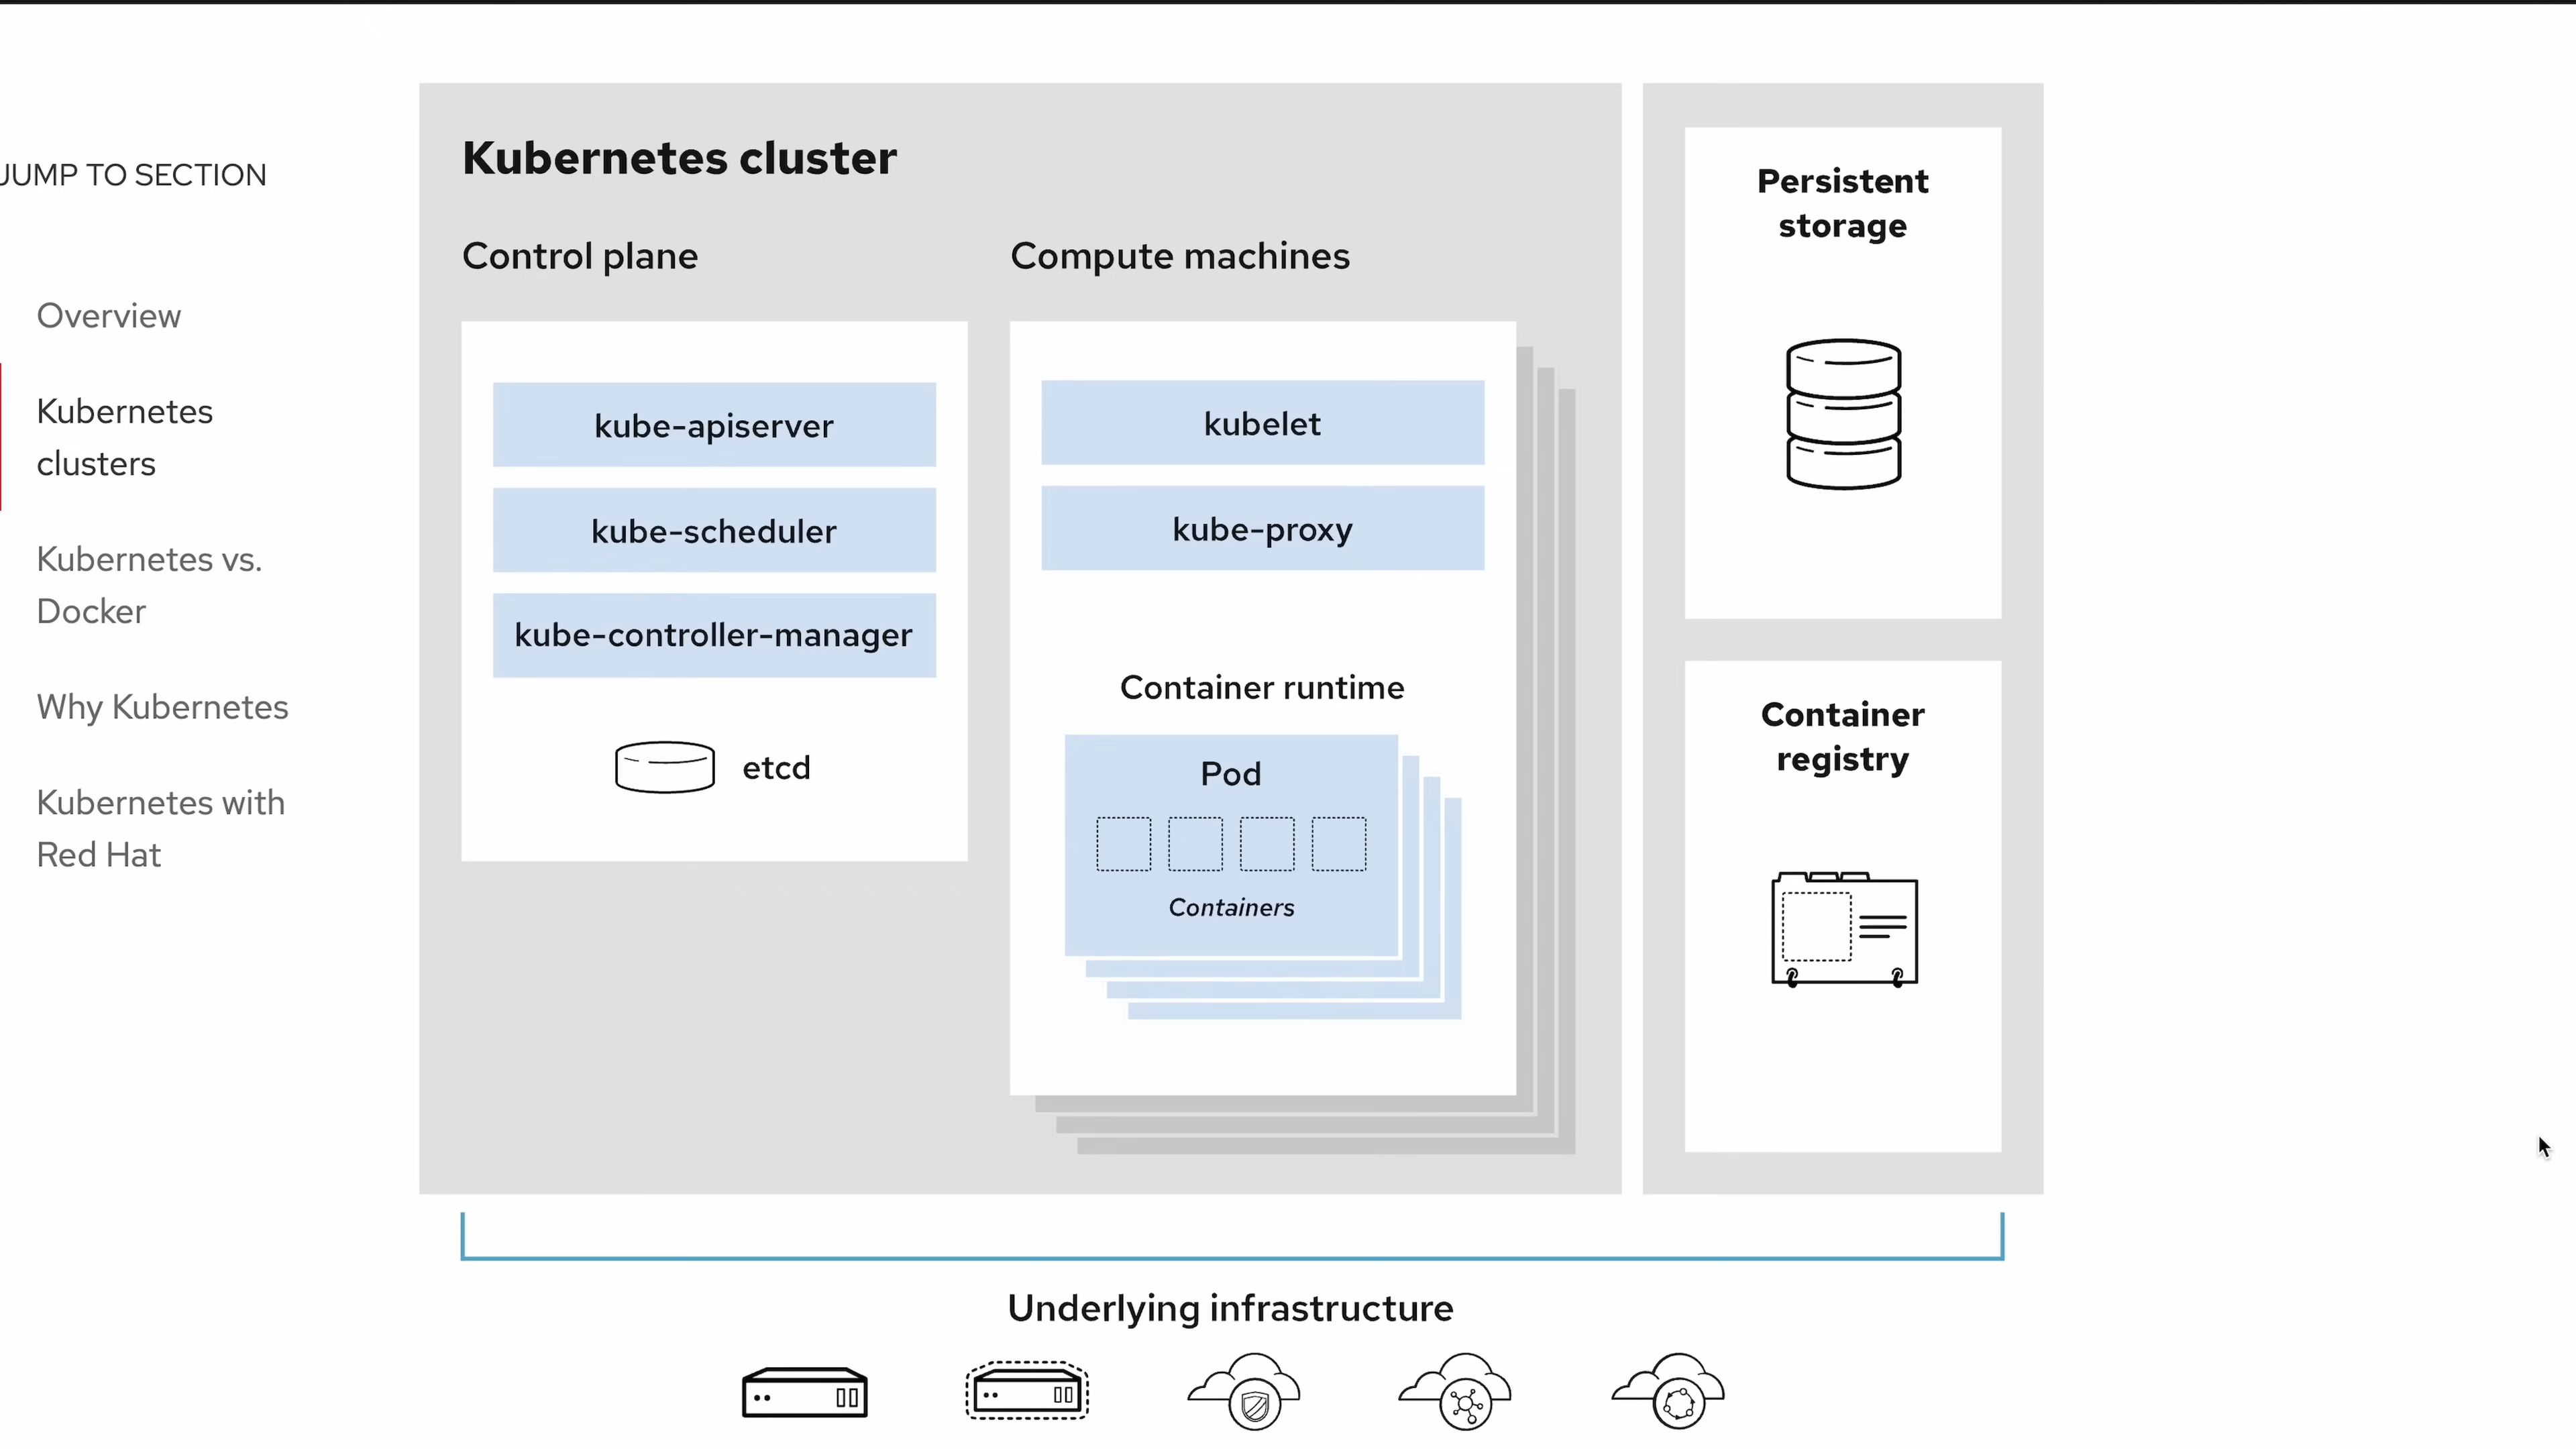 JUMP TO SECTION
Overview
Kubernetes
clusters
Kubernetes vs.
Docker
Why Kubernetes
Kubernetes with
Red Hat
Kubernetes cluster
Control plane
kube-apiserver
kube-scheduler
kube-controller-manager
etcd
Compute machines
kubelet
kube-proxy
Container runtime
Pod
Containers
Persistent
storage
Container
registry
Underlying infrastructure